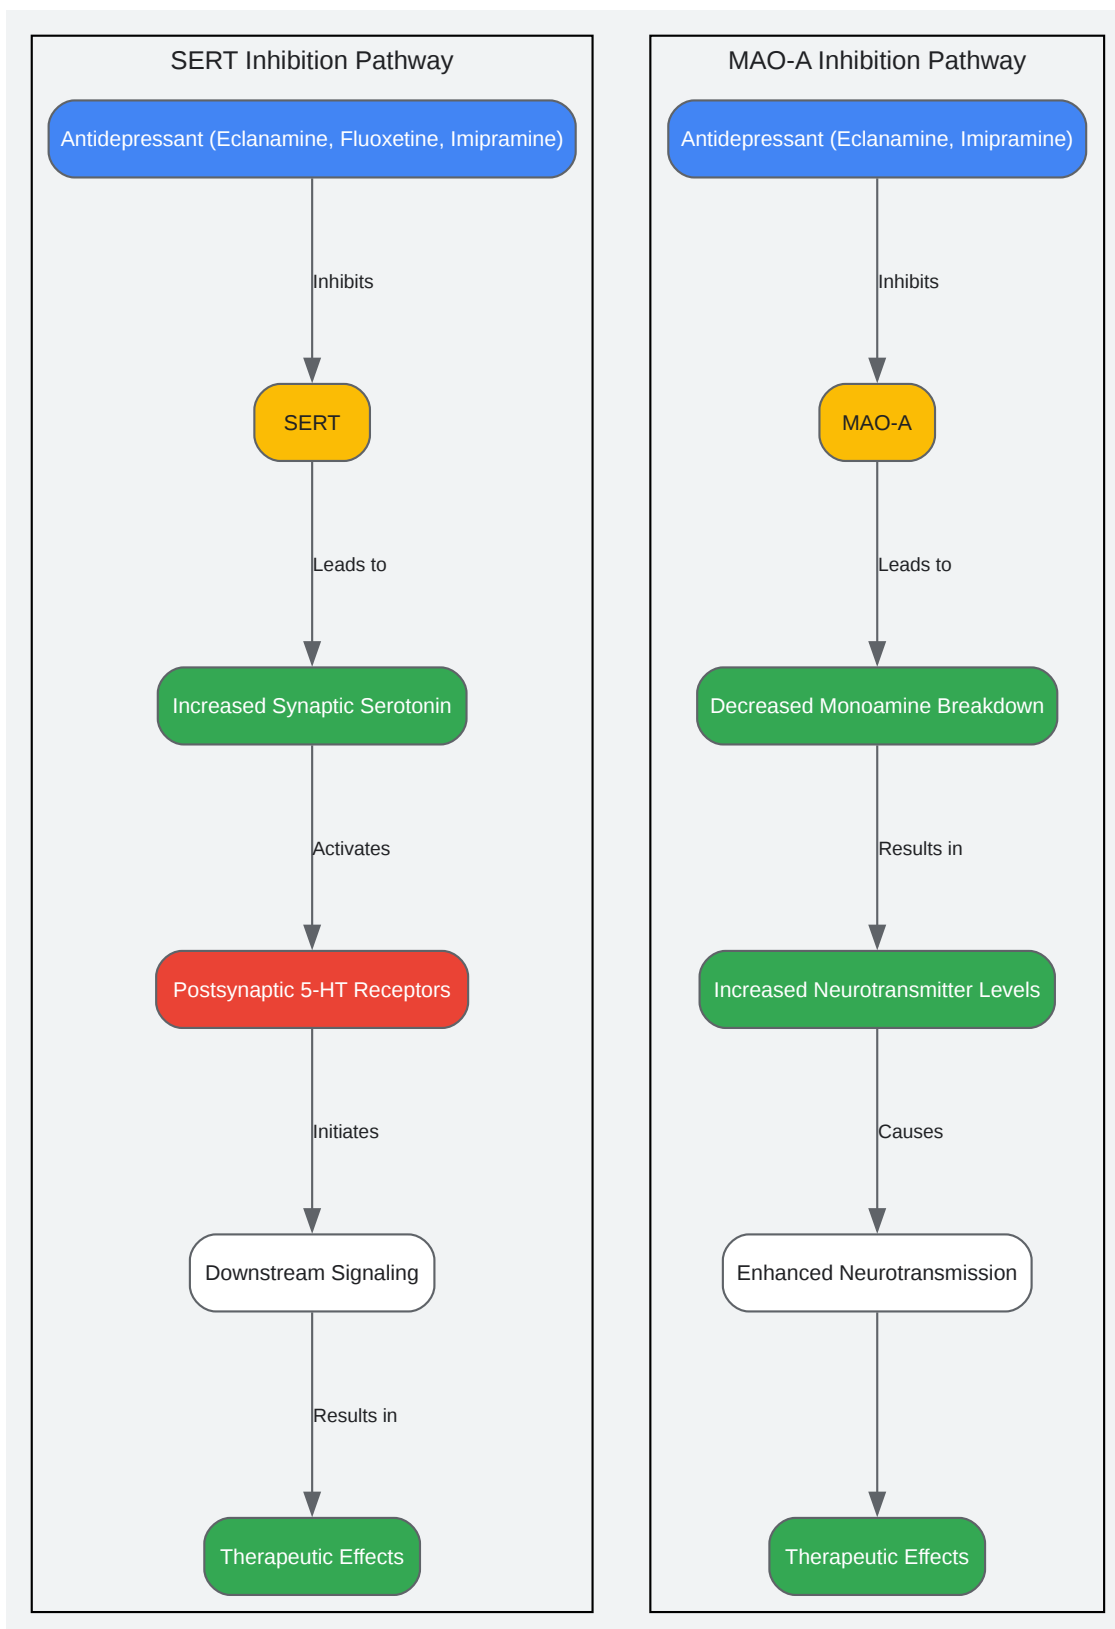 SERT Inhibition Pathway
Antidepressant (Eclanamine, Fluoxetine, Imipramine)
Inhibits
SERT
Leads to
Increased Synaptic Serotonin
Activates
Postsynaptic 5-HT Receptors
Initiates
Downstream Signaling
Results in
Therapeutic Effects
MAO-A Inhibition Pathway
Antidepressant (Eclanamine, Imipramine)
Inhibits
MAO-A
Leads to
Decreased Monoamine Breakdown
Results in
Increased Neurotransmitter Levels
Causes
Enhanced Neurotransmission
Therapeutic Effects